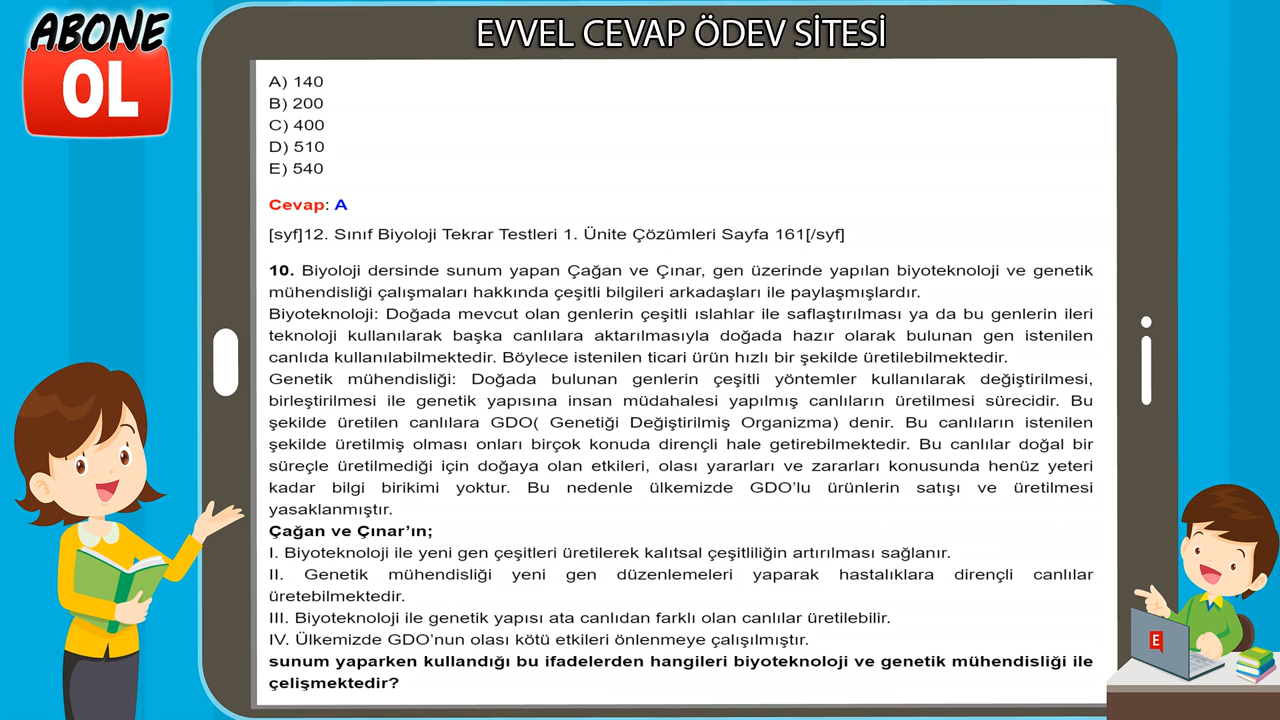 ABONE
OL
EVVEL CEVAP ÖDEV SİTESİ
A) 140
B) 200
C) 400
D) 510
E) 540
Cevap: A
[syf]12. Sınıf Biyoloji Tekrar Testleri 1. Ünite Çözümleri Sayfa 161[/syf]
10. Biyoloji dersinde sunum yapan Çağan ve Çınar, gen üzerinde yapılan biyoteknoloji ve genetik
mühendisliği çalışmaları hakkında çeşitli bilgileri arkadaşları ile paylaşmışlardır.
Biyoteknoloji: Doğada mevcut olan genlerin çeşitli ıslahlar ile saflaştırılması ya da bu genlerin ileri
teknoloji kullanılarak başka canlılara aktarılmasıyla doğada hazır olarak bulunan gen istenilen
canlıda kullanılabilmektedir. Böylece istenilen ticari ürün hızlı bir şekilde üretilebilmektedir.
Genetik mühendisliği: Doğada bulunan genlerin çeşitli yöntemler kullanılarak değiştirilmesi,
birleştirilmesi ile genetik yapısına insan müdahalesi yapılmış canlıların üretilmesi sürecidir. Bu
şekilde üretilen canlılara GDO( Genetiği Değiştirilmiş Organizma) denir. Bu canlıların istenilen
şekilde üretilmiş olması onları birçok konuda dirençli hale getirebilmektedir. Bu canlılar doğal bir
süreçle üretilmediği için doğaya olan etkileri, olası yararları ve zararları konusunda henüz yeteri
kadar bilgi birikimi yoktur. Bu nedenle ülkemizde GDO’lu ürünlerin satışı ve üretilmesi
yasaklanmıştır.
Çağan ve Çınar’ın;
I. Biyoteknoloji ile yeni gen çeşitleri üretilerek kalıtsal çeşitliliğin artırılması sağlanır.
II. Genetik mühendisliği yeni gen düzenlemeleri yaparak hastalıklara dirençli canlılar
üretebilmektedir.
III. Biyoteknoloji ile genetik yapısı ata canlıdan farklı olan canlılar üretilebilir.
IV. Ülkemizde GDO’nun olası kötü etkileri önlenmeye çalışılmıştır.
sunum yaparken kullandığı bu ifadelerden hangileri biyoteknoloji ve genetik mühendisliği ile
çelişmektedir?
E